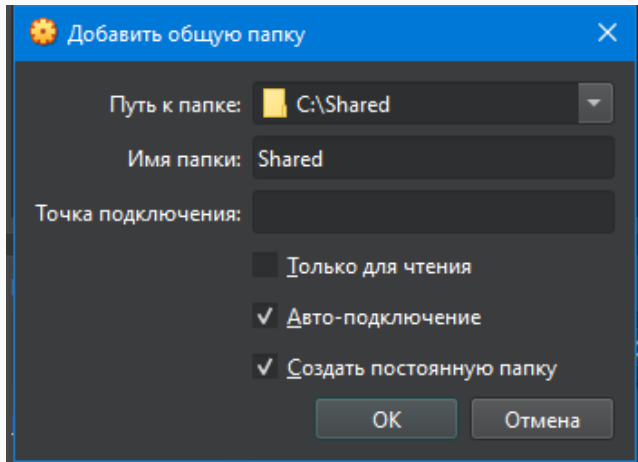 Добавить общую папку
Путь к папке: C:\Shared
Имя папки: Shared
Точка подключения:
Только для чтения
Авто-подключение
Создать постоянную папку
OK Отмена